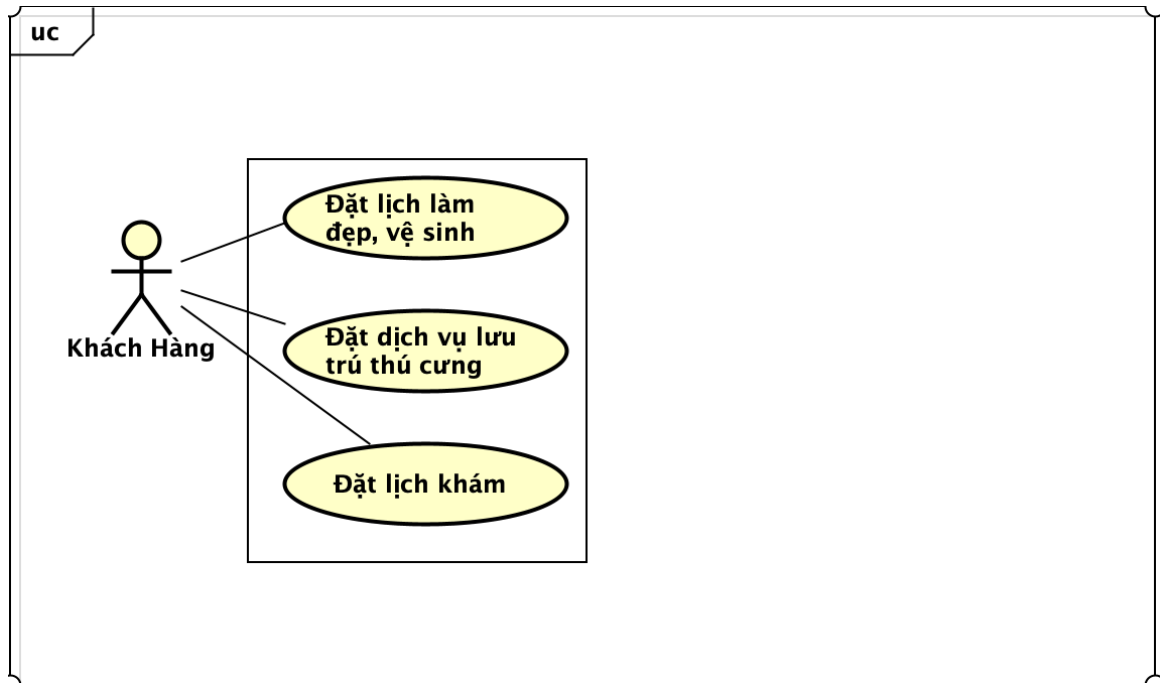 uc
Đặt lịch làm
đẹp, vệ sinh
Khách Hàng
Đặt dịch vụ lưu
trú thú cưng
Đặt lịch khám